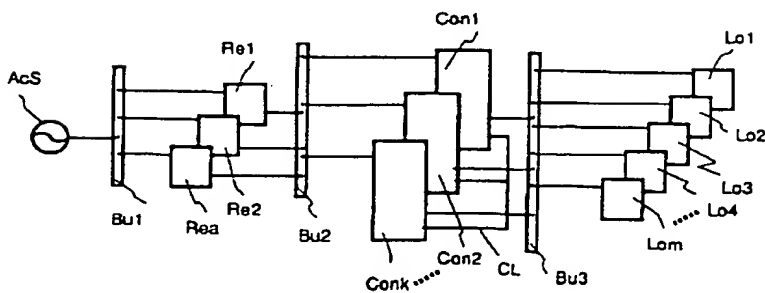 Con1
Re1
Lo1
AcS
Lo2
Lo3
Bu1
Rea
Re2
Bu2
Lo4
Lom
Con2
CL
Bu3
Conk